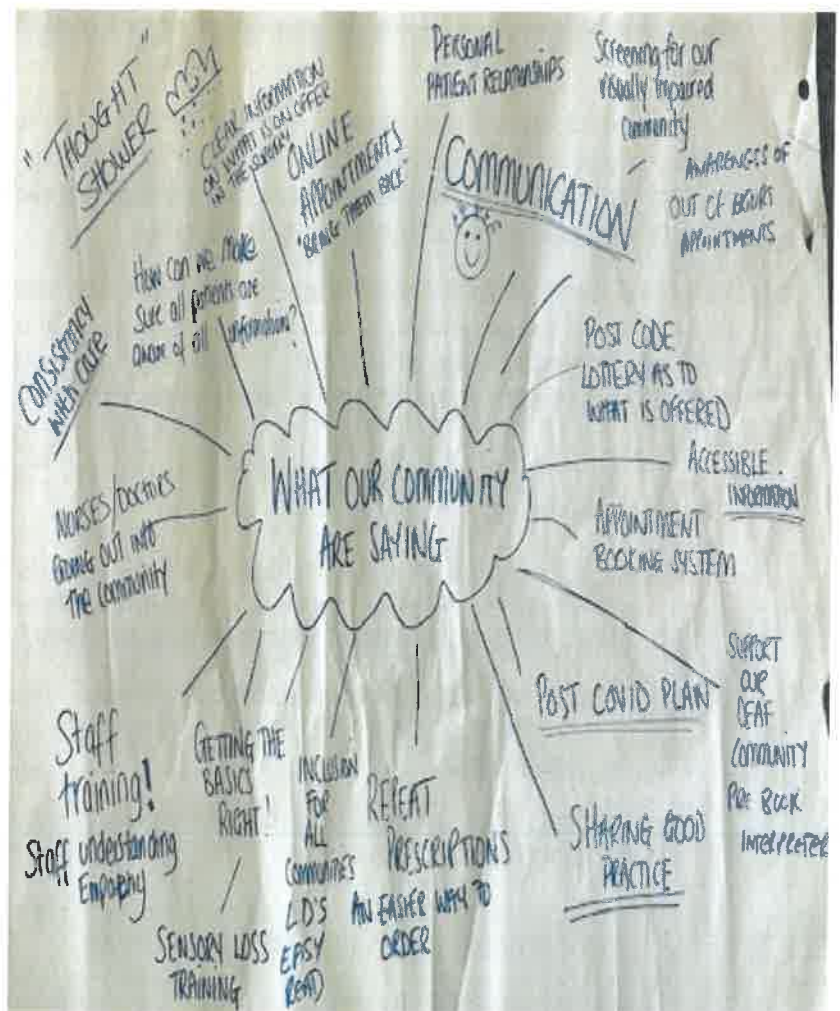 "THOUGHT"
SHOWER
CLEAR INFORMATION
ON WHAT IS ON OFFER
IN THE SURGERY
ONLINE
APPOINTMENTS
"BRING THEM BACK"
PERSONAL
PATIENT RELATIONSHIPS
COMMUNICATION
Screening for our
visually impaired
community
AWARENESS OF
OUT OF HOURS
APPOINTMENTS
How can we make
sure all patients are
aware of all information?
CONSISTANCY
WITH CARE
NURSES/DOCTORS
GOING OUT INTO
THE COMMUNITY
WHAT OUR COMMUNITY
ARE SAYING
POST CODE
LOTTERY AS TO
WHAT IS OFFERED
ACCESSIBLE
INFORMATION
APPOINTMENT
BOOKING SYSTEM
SUPPORT
OUR
DEAF
COMMUNITY
PRE BOOK
INTERPRETER
POST COVID PLAN
SHARING GOOD
PRACTICE
REPEAT
PRESCRIPTIONS
AN EASIER WAY TO
ORDER
INCLUSION
FOR
ALL
COMMUNITIES
L.D'S
EASY
READ
GETTING THE
BASICS
RIGHT!
SENSORY LOSS
TRAINING
Staff
training!
Staff understanding
Empathy